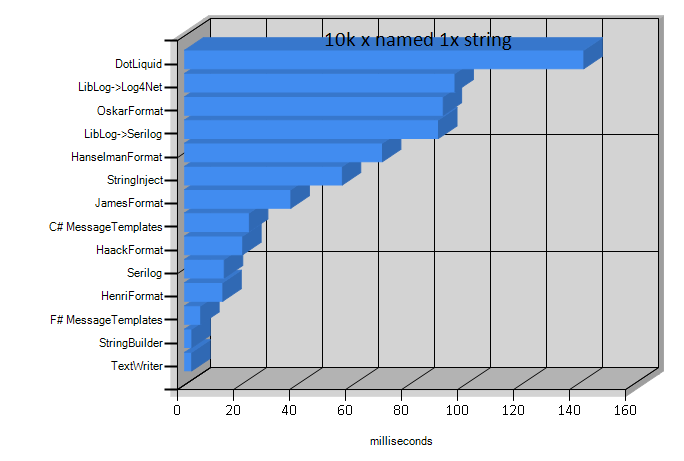 10k x named 1x string
DotLiquid
LibLog->Log4Net
OskarFormat
LibLog->Serilog
HanselmanFormat
StringInject
JamesFormat
C# MessageTemplates
HaackFormat
Serilog
HenriFormat
F# MessageTemplates
StringBuilder
TextWriter
0 20 40 60 80 100 120 140 160
milliseconds